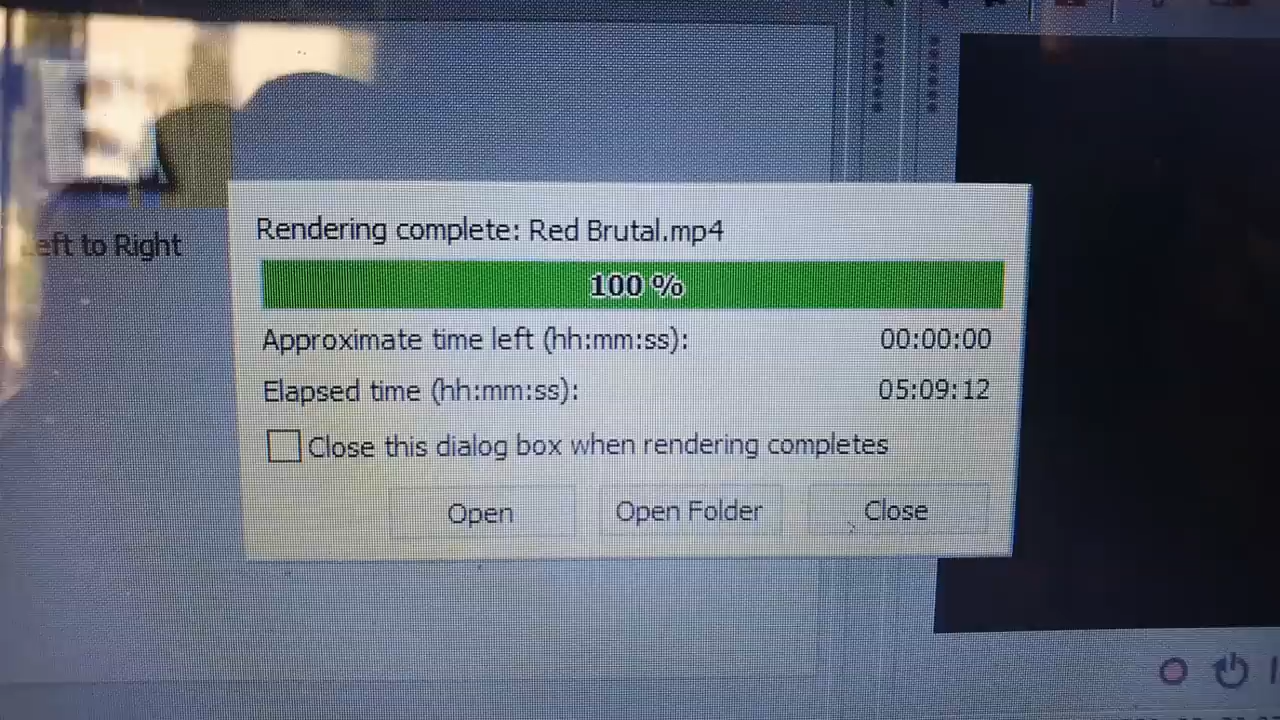 Left to Right
Rendering complete: Red Brutal.mp4
100 %
Approximate time left (hh:mm:ss): 00:00:00
Elapsed time (hh:mm:ss): 05:09:12
Close this dialog box when rendering completes
Open Open Folder Close